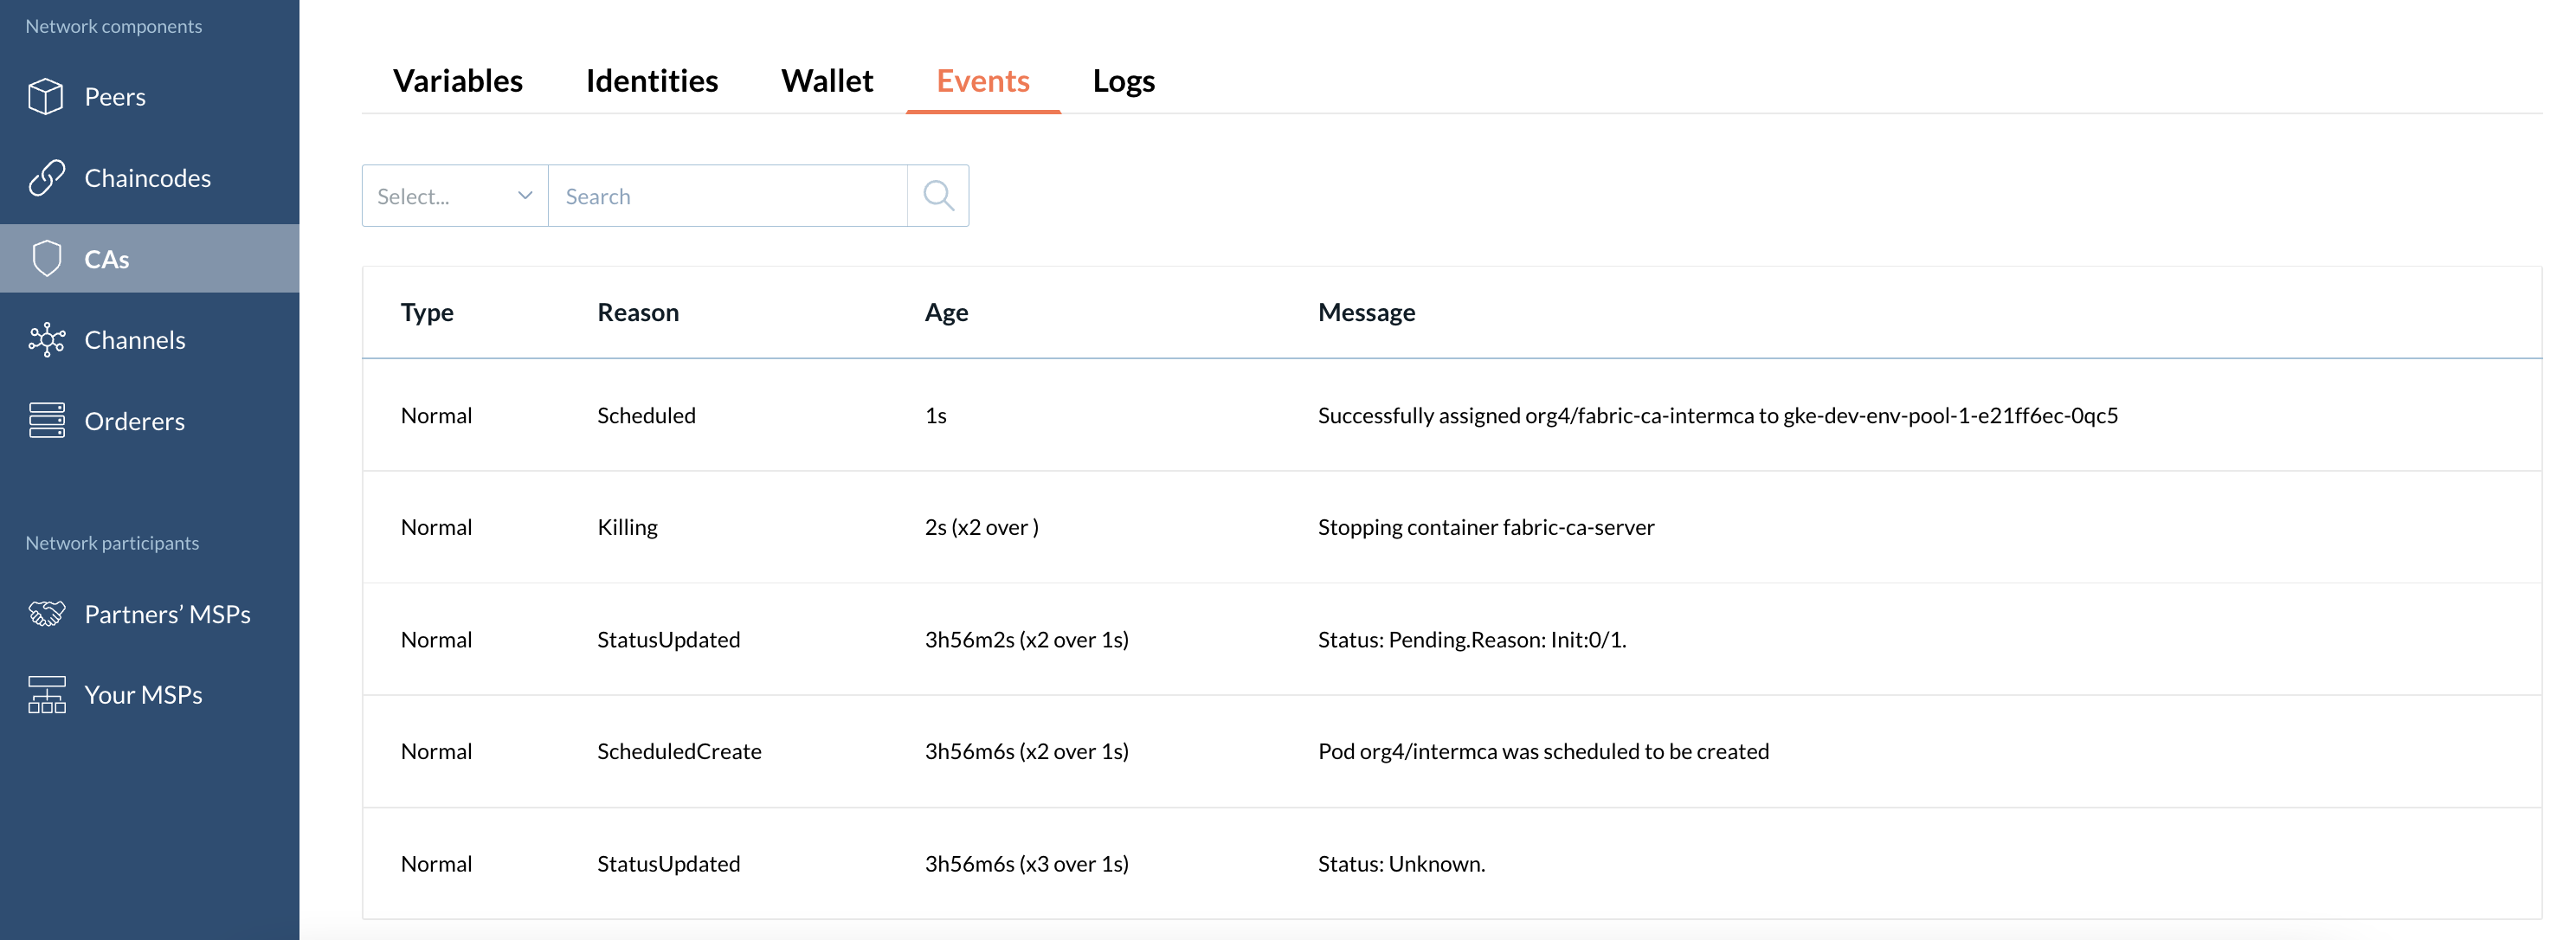 Network components
Peers
Chaincodes
CAs
Channels
Orderers
Network participants
Partners’ MSPs
Your MSPs
Variables Identities Wallet Events Logs
Select... Search
Type Reason Age Message
Normal Scheduled 1s Successfully assigned org4/fabric-ca-intermca to gke-dev-env-pool-1-e21ff6ec-0qc5
Normal Killing 2s (x2 over ) Stopping container fabric-ca-server
Normal StatusUpdated 3h56m2s (x2 over 1s) Status: Pending.Reason: Init:0/1.
Normal ScheduledCreate 3h56m6s (x2 over 1s) Pod org4/intermca was scheduled to be created
Normal StatusUpdated 3h56m6s (x3 over 1s) Status: Unknown.